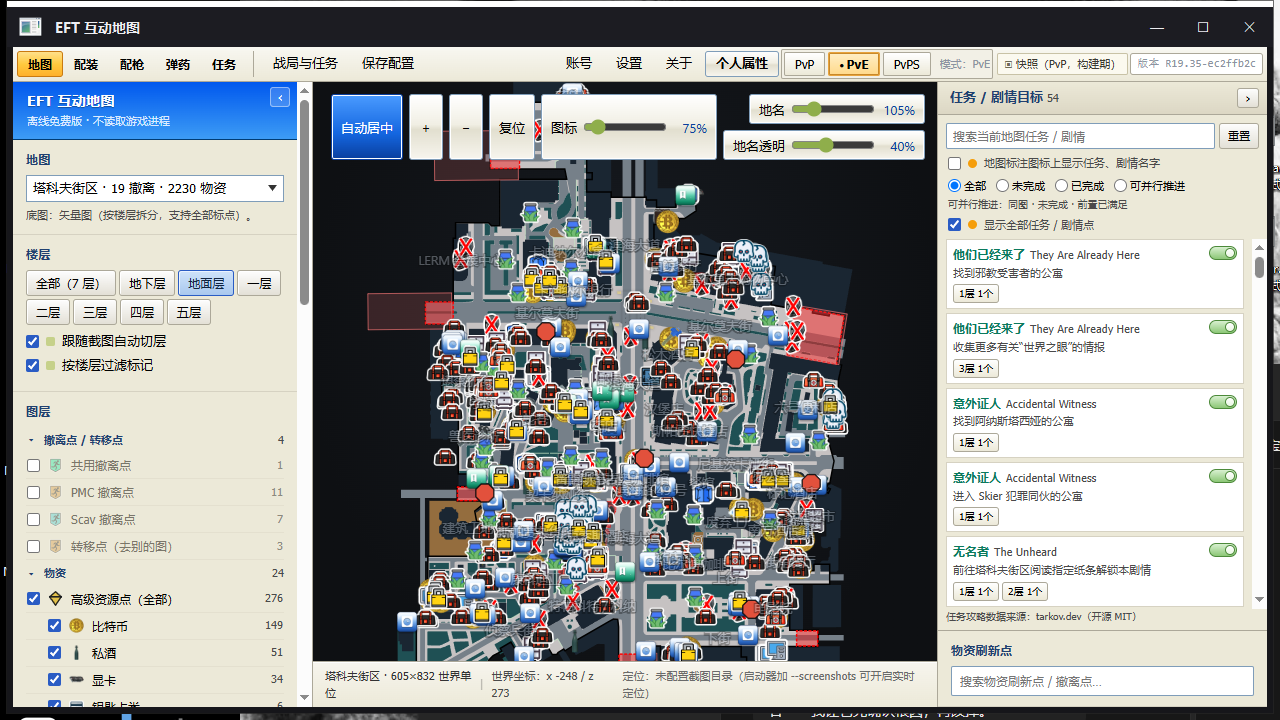 EFT 互动地图
地图 配装 配枪 弹药 任务 战局与任务 保存配置 账号 设置 关于 个人属性 PvP • PvE PvPS 模式：PvE 快照（PvP，构建期） 版本 R19.35-ec2ffb2c
EFT 互动地图
离线免费版 · 不读取游戏进程
地图
塔科夫街区 · 19 撤离 · 2230 物资
底图：矢量图（按楼层拆分，支持全部标点）。
楼层
全部（7 层） 地下层 地面层 一层
二层 三层 四层 五层
跟随截图自动切层
按楼层过滤标记
图层
撤离点 / 转移点 4
共用撤离点 1
PMC 撤离点 11
Scav 撤离点 7
转移点（去别的图） 3
物资 24
高级资源点（全部） 276
比特币 149
私酒 51
显卡 34
自动居中 + − 复位 图标 75%
地名 105%
地名透明 40%
基尔莫夫街
基尔莫夫街
塔科夫街区 · 605×832 世界单位
世界坐标：x -248 / z 273
定位：未配置截图目录（启动器加 --screenshots 可开启实时定位）
任务 / 剧情目标 54
搜索当前地图任务 / 剧情 重置
地图标注图标上显示任务、剧情名字
全部 未完成 已完成 可并行推进
可并行推进：同图 · 未完成 · 前置已满足
显示全部任务 / 剧情点
他们已经来了 They Are Already Here
找到邪教受害者的公寓
1层 1个
他们已经来了 They Are Already Here
收集更多有关“世界之眼”的情报
3层 1个
意外证人 Accidental Witness
找到阿纳斯塔西娅的公寓
1层 1个
意外证人 Accidental Witness
进入 Skier 犯罪同伙的公寓
1层 1个
无名者 The Unheard
前往塔科夫街区阅读指定纸条解锁本剧情
1层 1个 2层 1个
任务攻略数据来源：tarkov.dev（开源 MIT）
物资刷新点
搜索物资刷新点 / 撤离点...